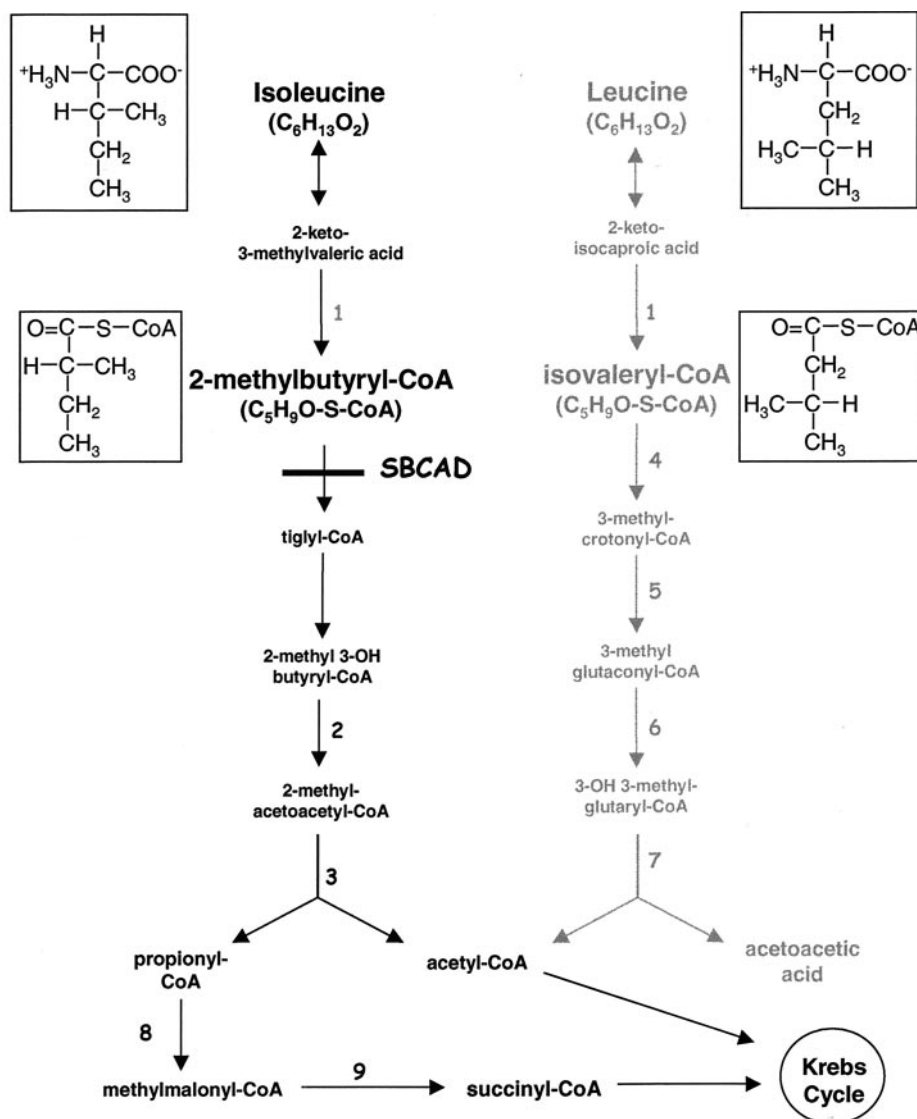 H
+H3N-C-COO-
H-C-CH3
CH2
CH3
Isoleucine
(C6H13O2)
Leucine
(C6H13O2)
H
+H3N-C-COO-
CH2
H3C-C-H
CH3
2-keto-
3-methylvaleric acid
2-keto-
isocaproic acid
1
1
O=C-S-CoA
H-C-CH3
CH2
CH3
2-methylbutyryl-CoA
(C5H9O-S-CoA)
isovaleryl-CoA
(C5H9O-S-CoA)
O=C-S-CoA
CH2
H3C-C-H
CH3
SBCAD
4
tiglyl-CoA
3-methyl-
crotonyl-CoA
5
2-methyl 3-OH
butyryl-CoA
3-methyl
glutaconyl-CoA
2
6
2-methyl-
acetoacetyl-CoA
3-OH 3-methyl-
glutaryl-CoA
3
7
propionyl-
CoA
acetyl-CoA
acetoacetic
acid
8
methylmalonyl-CoA
9
succinyl-CoA
Krebs
Cycle